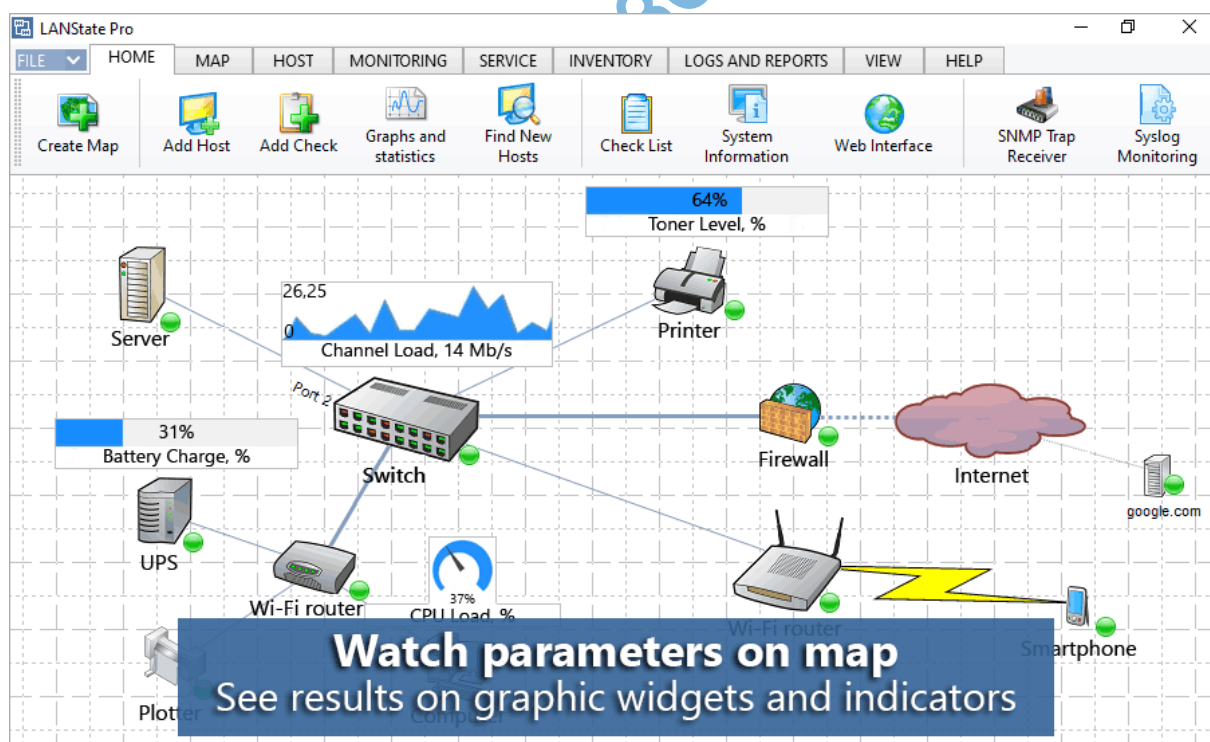 LANState Pro
FILE HOME MAP HOST MONITORING SERVICE INVENTORY LOGS AND REPORTS VIEW HELP
Create Map
Add Host
Add Check
Graphs and
statistics
Find New
Hosts
Check List
System
Information
Web Interface
SNMP Trap
Receiver
Syslog
Monitoring
64%
Toner Level, %
Server
26,25
0
Channel Load, 14 Mb/s
Printer
Port 2
31%
Battery Charge, %
Switch
Firewall
Internet
google.com
UPS
Wi-Fi router
37%
CPU Load, %
Wi-Fi router
Smartphone
Watch parameters on map
See results on graphic widgets and indicators
Plotter
Computer